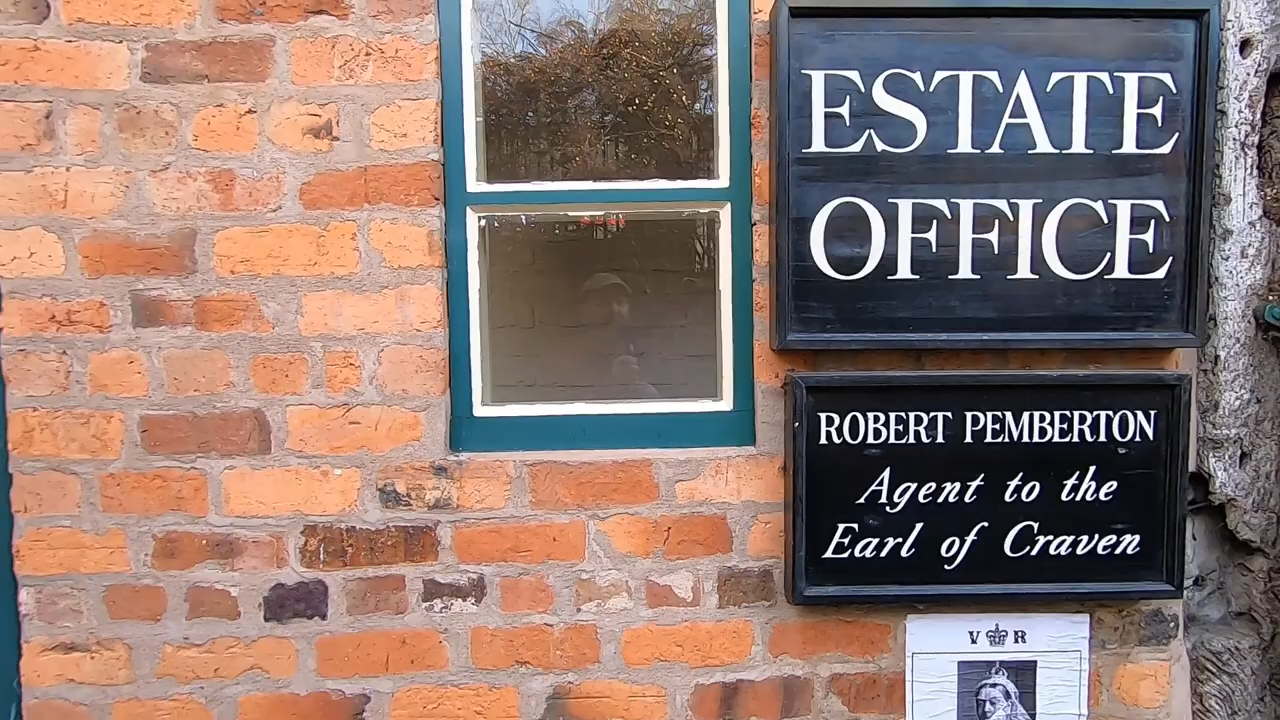 ESTATE
OFFICE
ROBERT PEMBERTON
Agent to the
Earl of Craven
V R